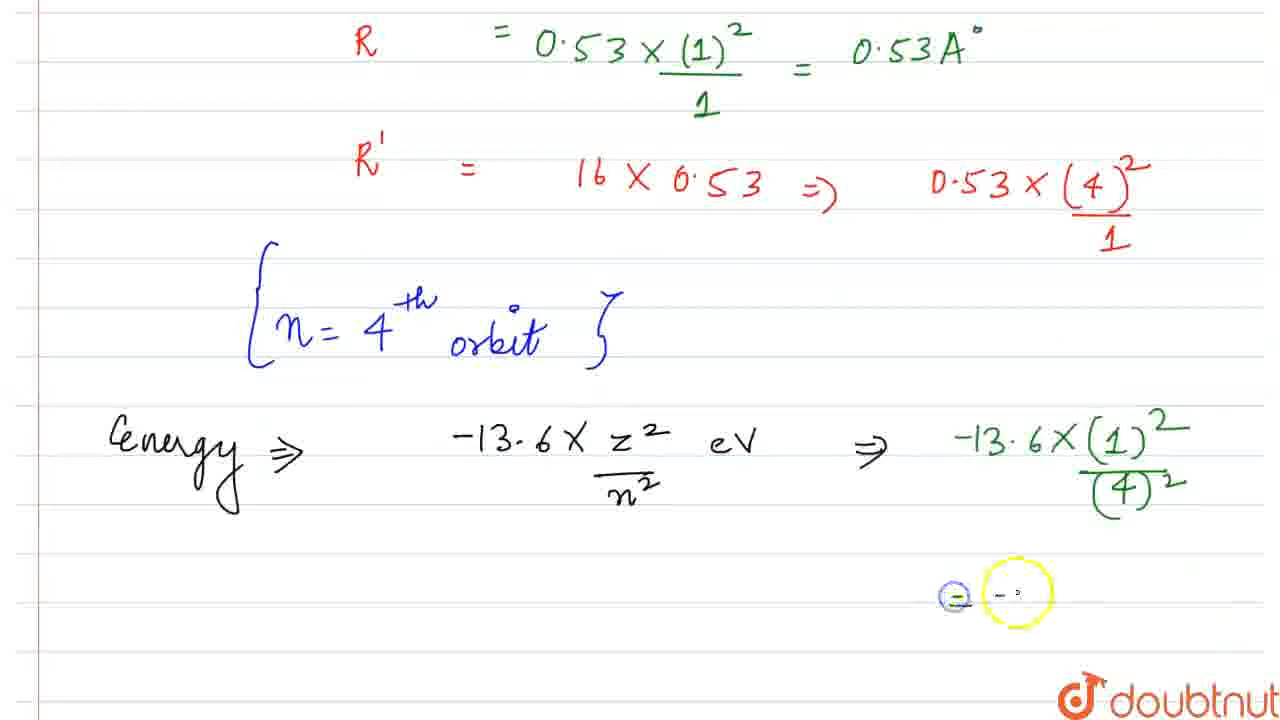 R = 0.53 × (1)² / 1 = 0.53 A°
R' = 16 × 0.53 ⇒ 0.53 × (4)² / 1
{ n = 4th orbit }
Energy ⇒ -13.6 × z² / n² eV ⇒ -13.6 × (1)² / (4)²
= -
doubtnut